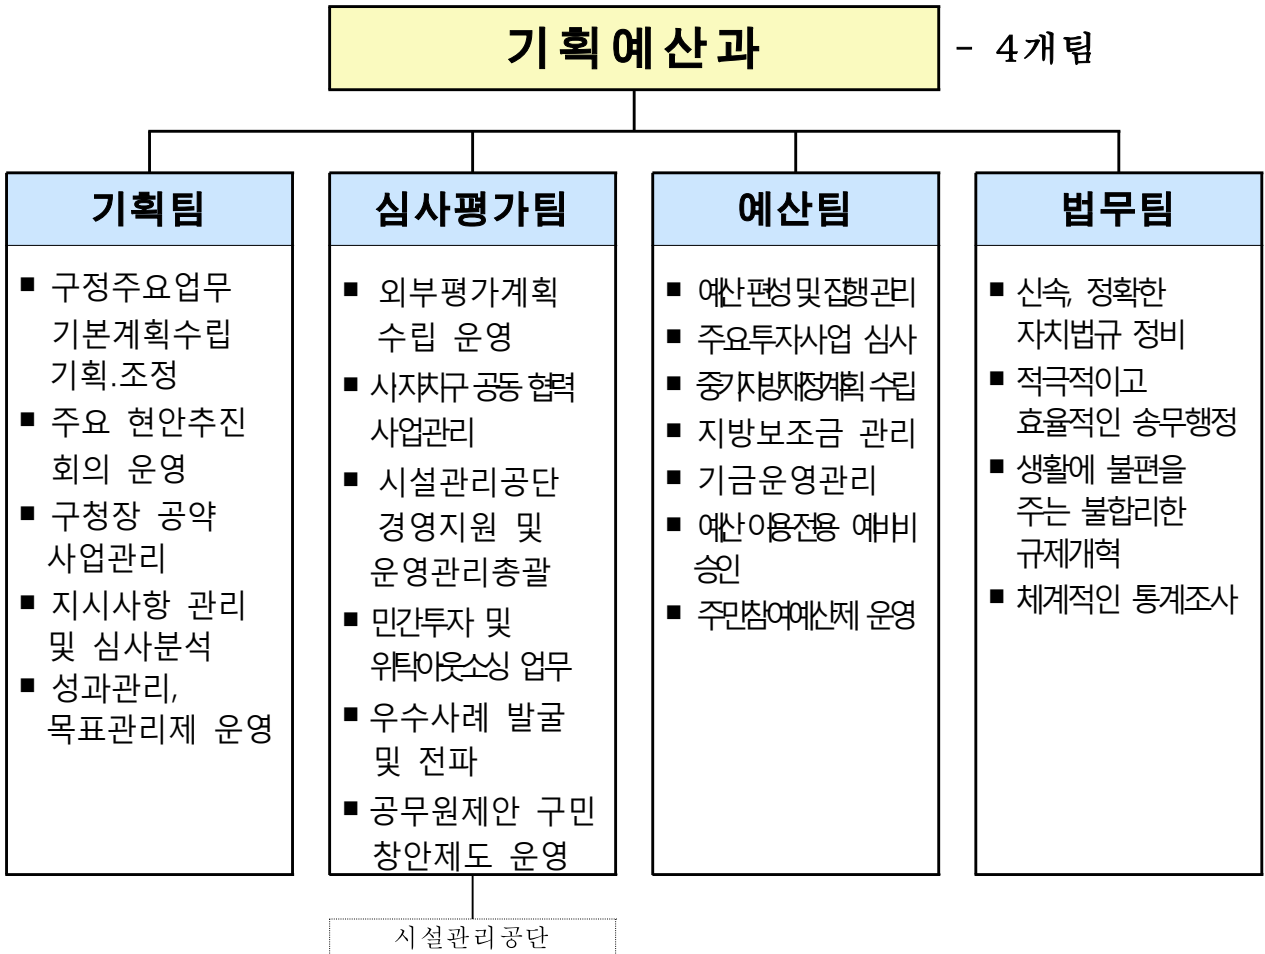 기획예산과
- 4개팀
기획팀
■ 구정주요업무
기본계획수립
기획.조정
■ 주요 현안추진
회의 운영
■ 구청장 공약
사업관리
■ 지시사항 관리
및 심사분석
■ 성과관리,
목표관리제 운영
심사평가팀
■ 외부평가계획
수립 운영
■ 시자치구 공동 협력
사업관리
■ 시설관리공단
경영지원 및
운영관리총괄
■ 민간투자 및
위탁아웃소싱 업무
■ 우수사례 발굴
및 전파
■ 공무원제안 구민
창안제도 운영
시설관리공단
예산팀
■ 예산 편성 및 집행관리
■ 주요투자사업 심사
■ 중기지방재정계획 수립
■ 지방보조금 관리
■ 기금운영관리
■ 예산 이용전용 예비비
승인
■ 주민참여예산제 운영
법무팀
■ 신속, 정확한
자치법규 정비
■ 적극적이고
효율적인 송무행정
■ 생활에 불편을
주는 불합리한
규제개혁
■ 체계적인 통계조사